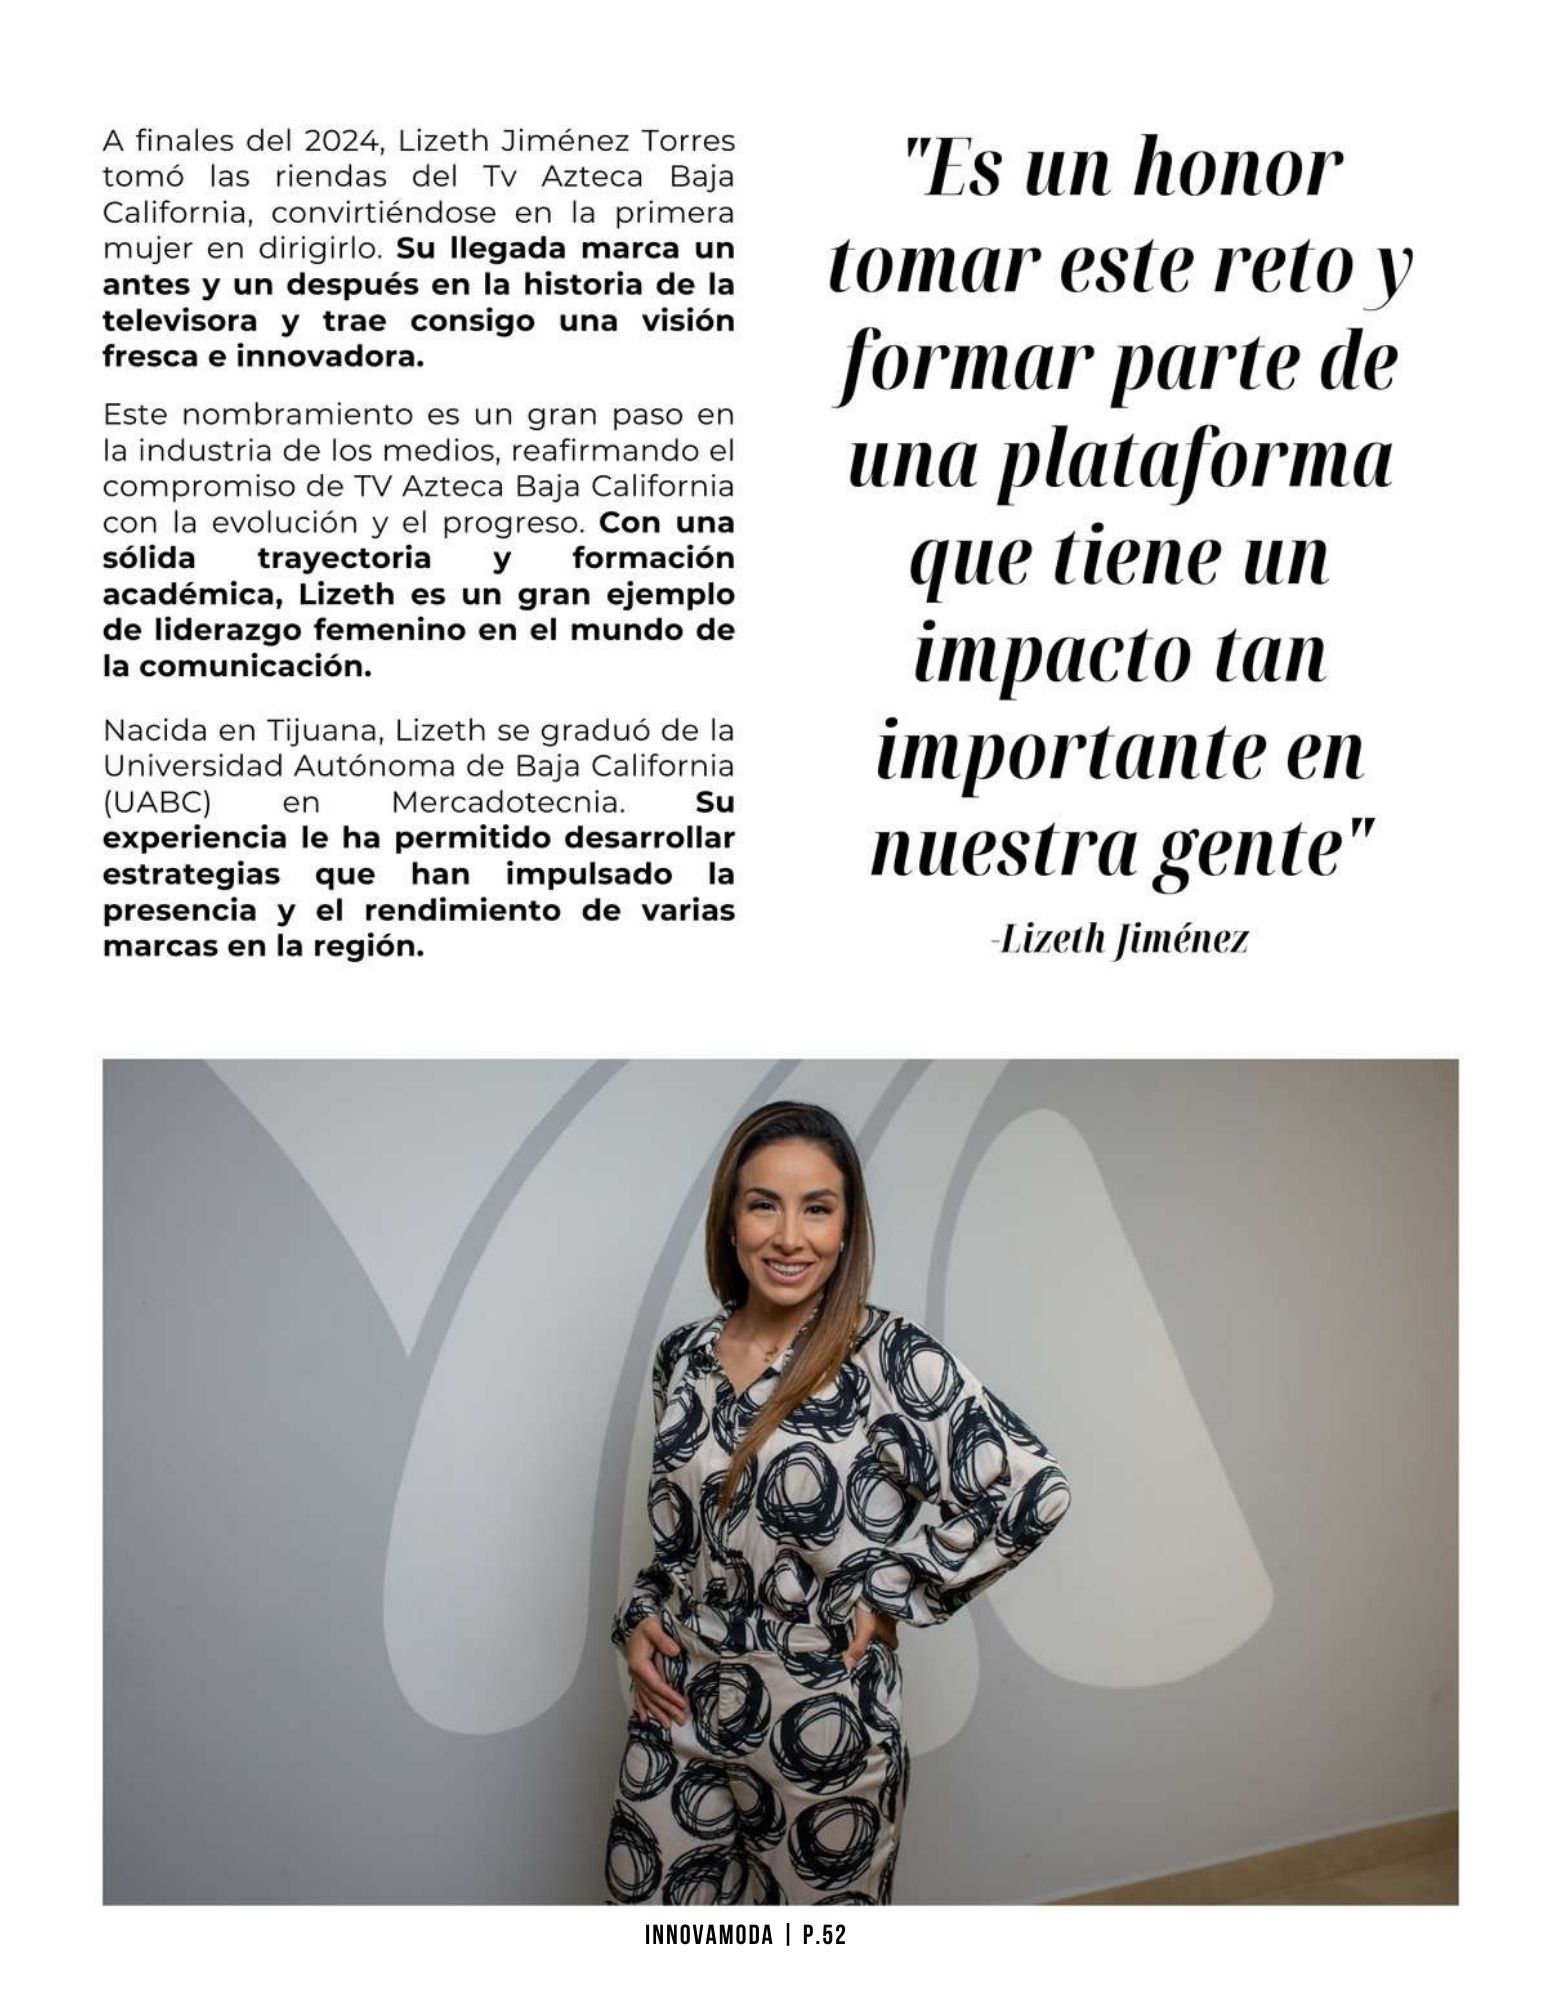 A finales del 2024, Lizeth Jiménez Torres
tomó las riendas del Tv Azteca Baja
California, convirtiéndose en la primera
mujer en dirigirlo. Su llegada marca un
antes y un después en la historia de la
televisora y trae consigo una visión
fresca e innovadora.
Este nombramiento es un gran paso en
la industria de los medios, reafirmando el
compromiso de TV Azteca Baja California
con la evolución y el progreso. Con una
sólida trayectoria y formación
académica, Lizeth es un gran ejemplo
de liderazgo femenino en el mundo de
la comunicación.
Nacida en Tijuana, Lizeth se graduó de la
Universidad Autónoma de Baja California
(UABC) en Mercadotecnia. Su
experiencia le ha permitido desarrollar
estrategias que han impulsado la
presencia y el rendimiento de varias
marcas en la región.
"Es un honor
tomar este reto y
formar parte de
una plataforma
que tiene un
impacto tan
importante en
nuestra gente"
-Lizeth Jiménez
INNOVAMODA | P.52